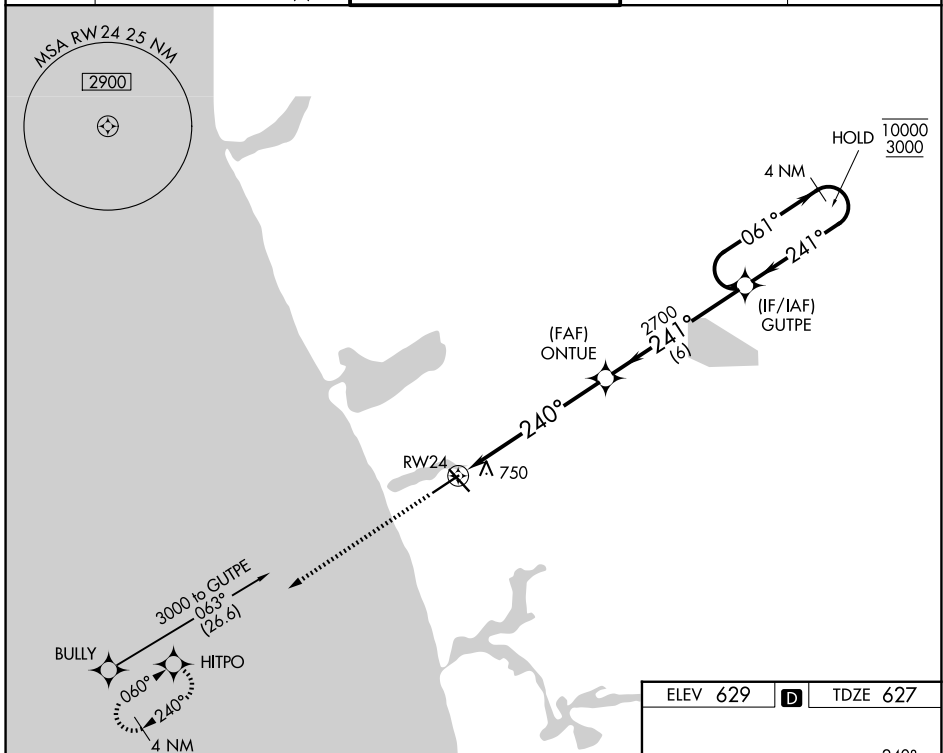 MSA RW24 25 NM
2900
HOLD
10000
3000
4 NM
061°
241°
(IF/IAF)
GUTPE
2700
241°
(6)
(FAF)
ONTUE
240°
RW24
750
3000 to GUTPE
063°
(26.6)
BULLY
HITPO
060°
240°
4 NM
ELEV 629
D
TDZE 627